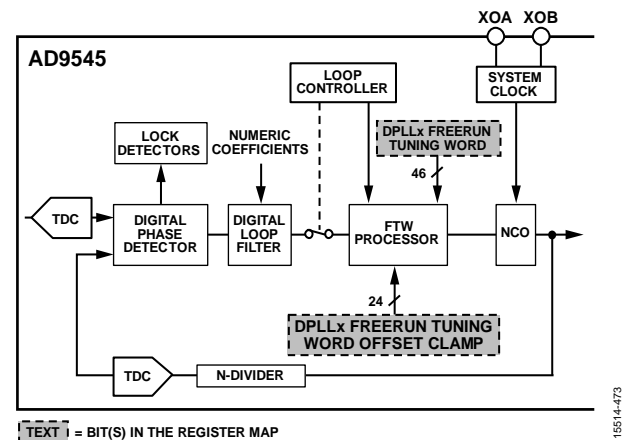 XOA XOB
AD9545
LOOP
CONTROLLER
SYSTEM
CLOCK
LOCK
DETECTORS
NUMERIC
COEFFICIENTS
DPLLx FREERUN
TUNING WORD
46
TDC
DIGITAL
PHASE
DETECTOR
DIGITAL
LOOP
FILTER
FTW
PROCESSOR
NCO
24
DPLLx FREERUN TUNING
WORD OFFSET CLAMP
TDC
N-DIVIDER
TEXT = BIT(S) IN THE REGISTER MAP
15514-473